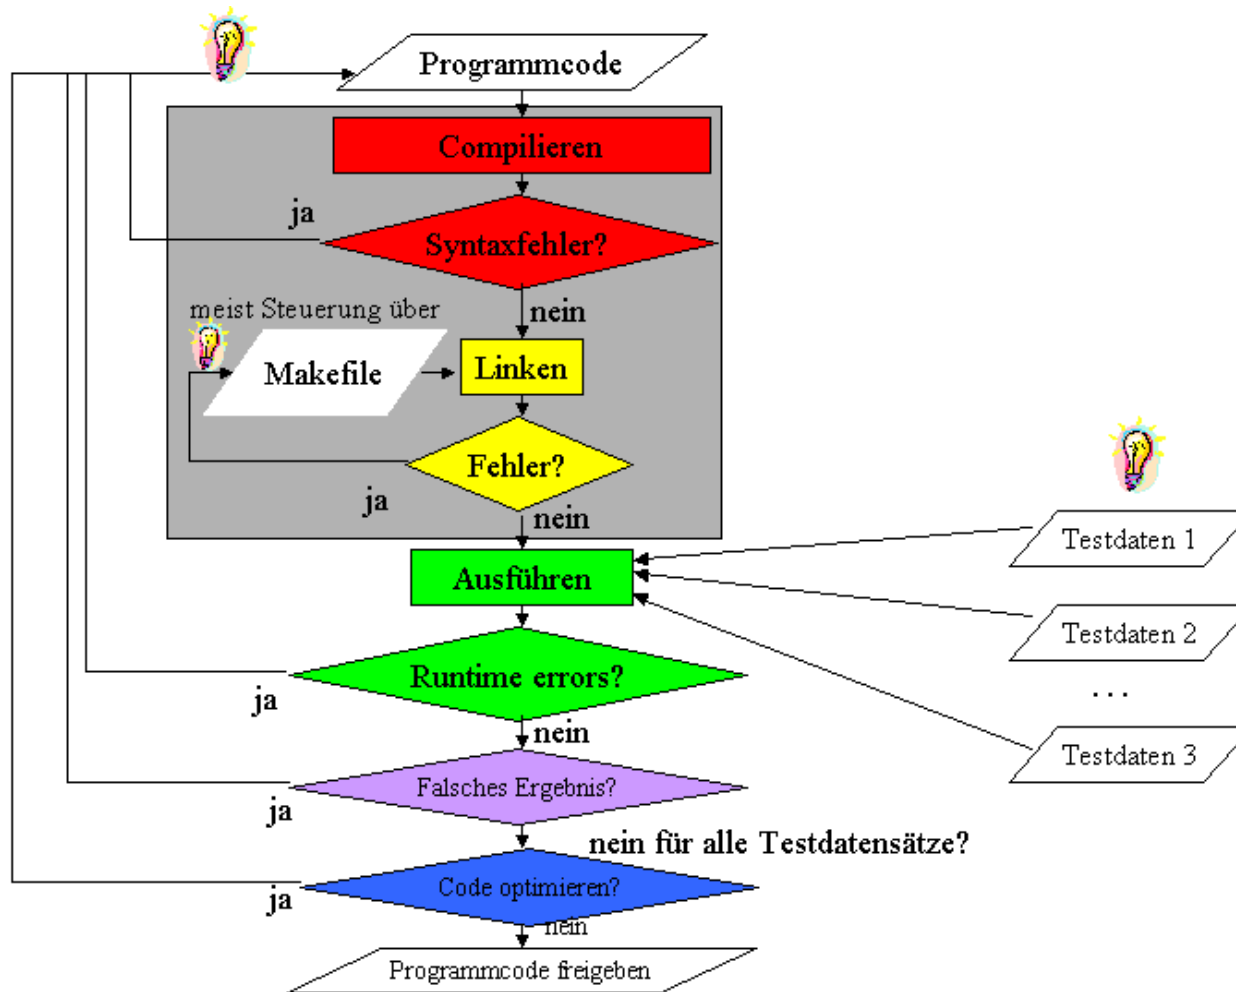 Programmcode
Compilieren
ja
Syntaxfehler?
nein
meist Steuerung über
Makefile
Linken
Fehler?
ja
nein
Testdaten 1
Ausführen
Testdaten 2
Runtime errors?
ja
...
nein
Testdaten 3
Falsches Ergebnis?
ja
nein für alle Testdatensätze?
Code optimieren?
ja
nein
Programmcode freigeben